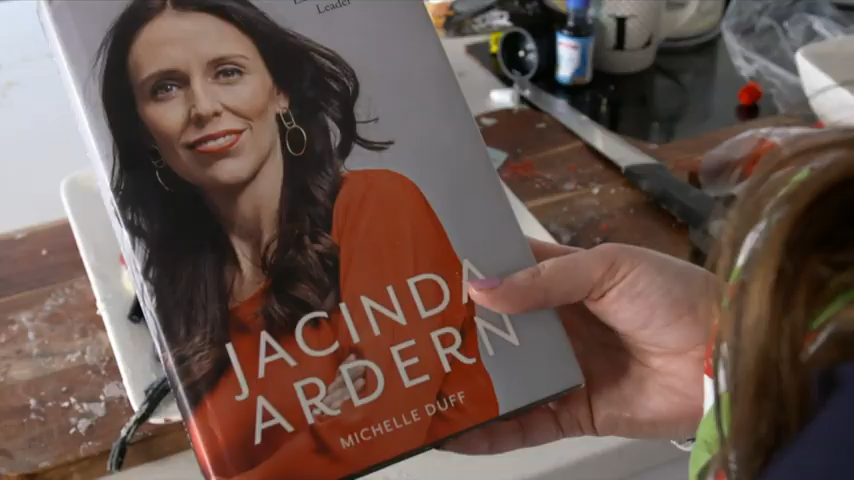 Leader
JACINDA
ARDERN
MICHELLE DUFF
L